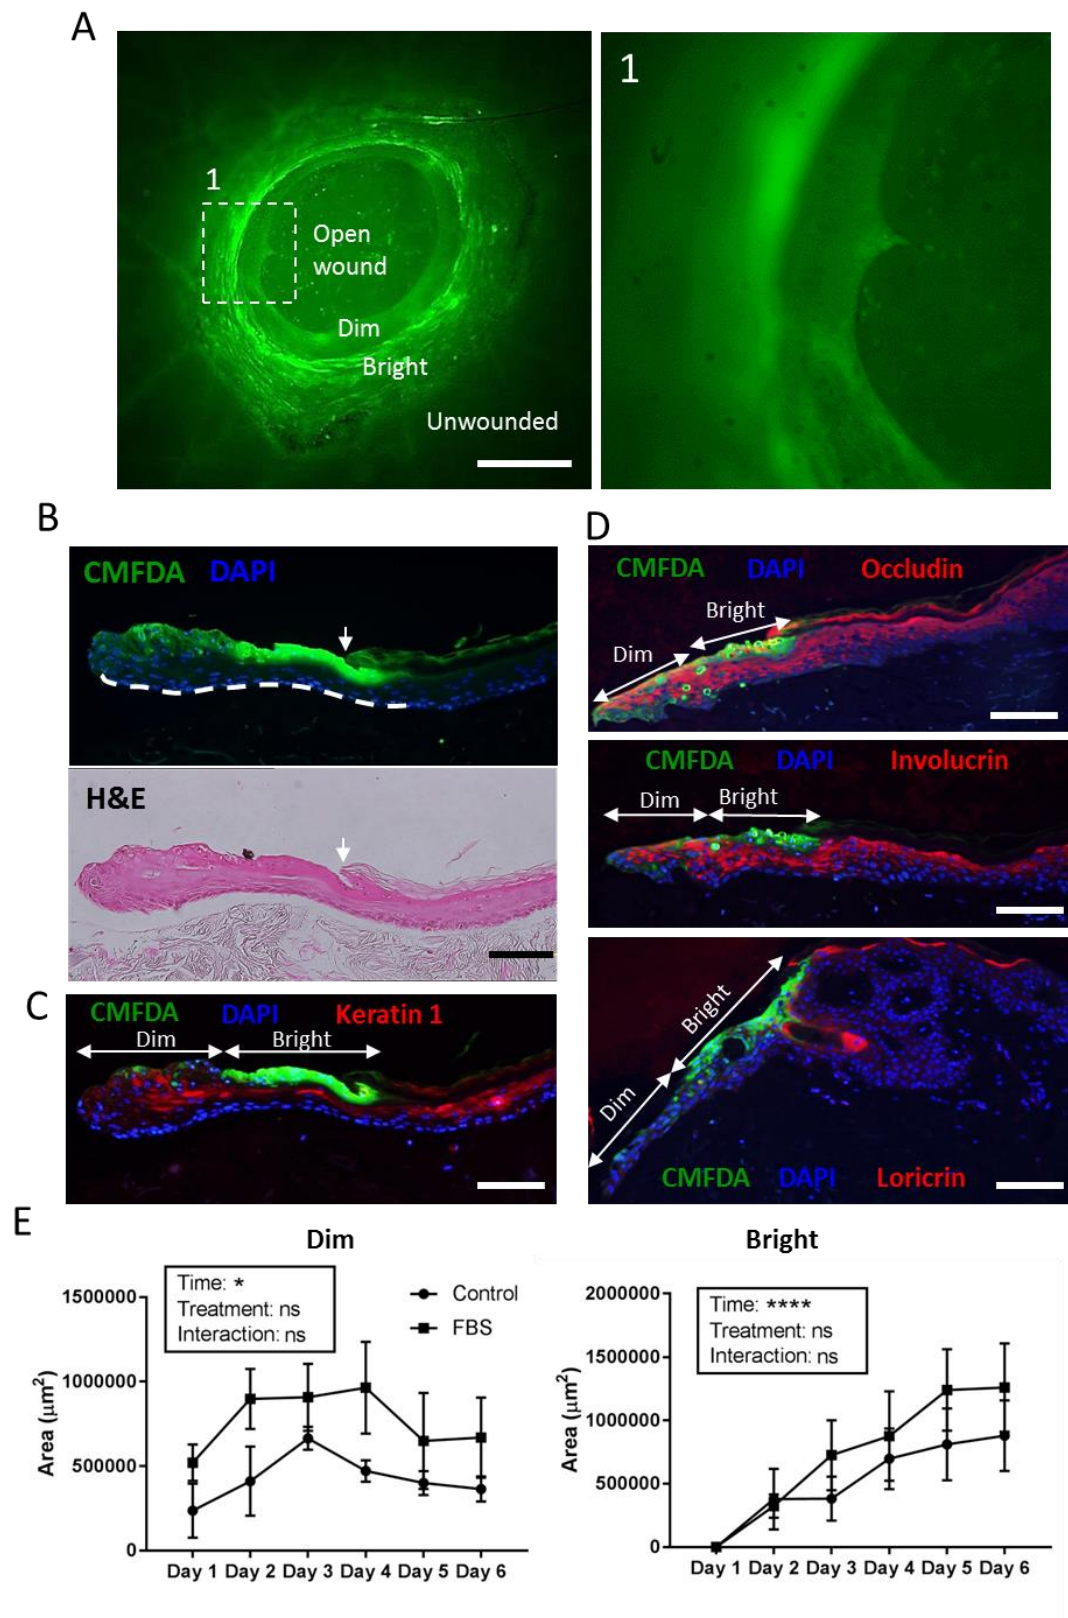 A
1
1
Open
wound
Dim
Bright
Unwounded
B
CMFDA DAPI
H&E
C
CMFDA DAPI Keratin 1
Dim Bright
D
CMFDA DAPI Occludin
Bright
Dim
CMFDA DAPI Involucrin
Dim Bright
Bright
Dim
CMFDA DAPI Loricrin
E
Dim
Time: *
Treatment: ns
Interaction: ns
Control
FBS
Area (μm²)
1500000
1000000
500000
0
Day 1 Day 2 Day 3 Day 4 Day 5 Day 6
Bright
Time: ****
Treatment: ns
Interaction: ns
Area (μm²)
2000000
1500000
1000000
500000
0
Day 1 Day 2 Day 3 Day 4 Day 5 Day 6